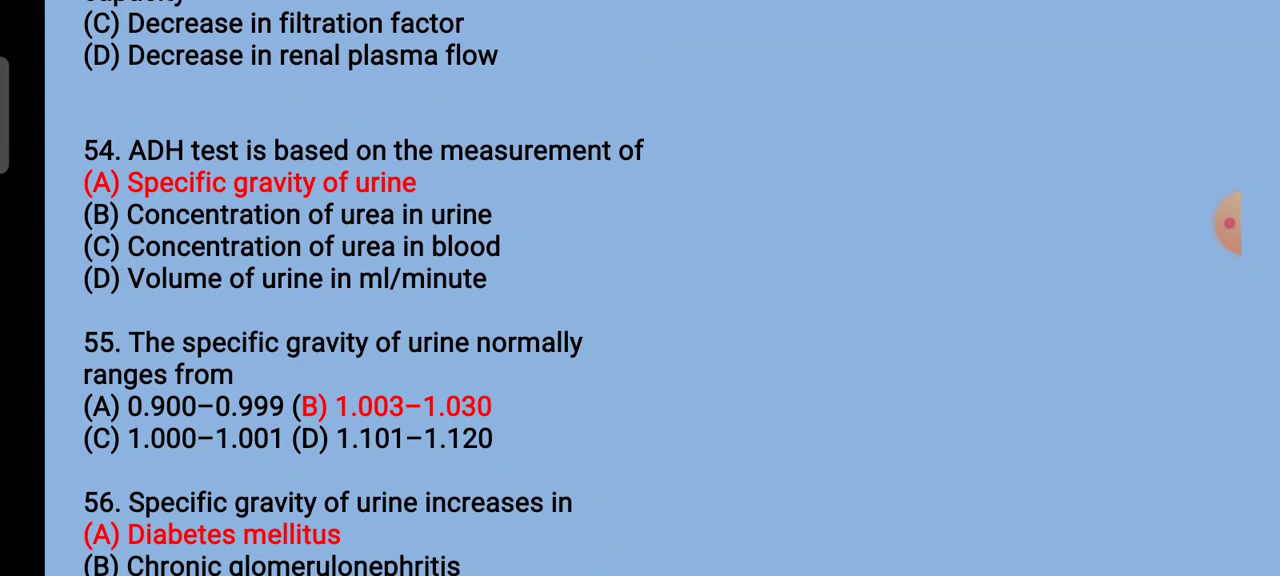 (C) Decrease in filtration factor
(D) Decrease in renal plasma flow
54. ADH test is based on the measurement of
(A) Specific gravity of urine
(B) Concentration of urea in urine
(C) Concentration of urea in blood
(D) Volume of urine in ml/minute
55. The specific gravity of urine normally
ranges from
(A) 0.900–0.999 (B) 1.003–1.030
(C) 1.000–1.001 (D) 1.101–1.120
56. Specific gravity of urine increases in
(A) Diabetes mellitus
(B) Chronic glomerulonephritis